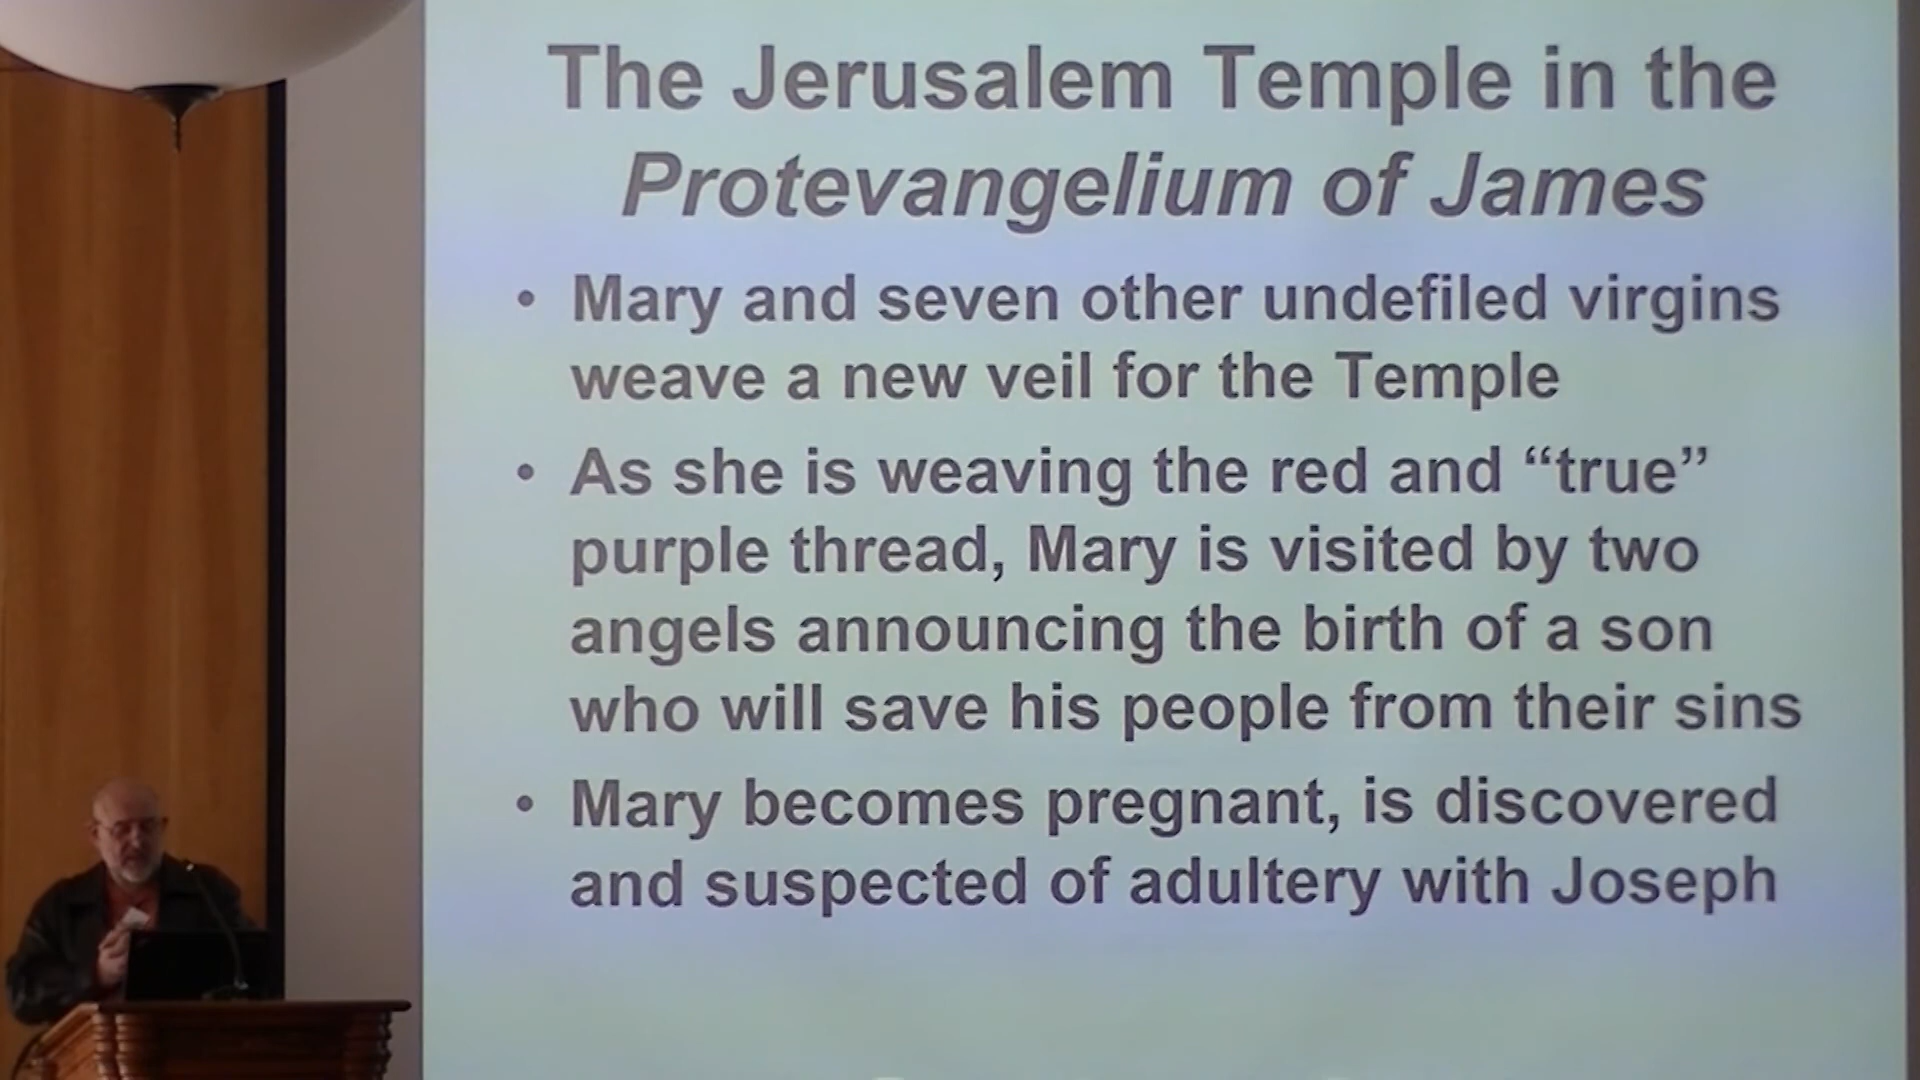 The Jerusalem Temple in the
Protevangelium of James
• Mary and seven other undefiled virgins
weave a new veil for the Temple
• As she is weaving the red and “true”
purple thread, Mary is visited by two
angels announcing the birth of a son
who will save his people from their sins
• Mary becomes pregnant, is discovered
and suspected of adultery with Joseph